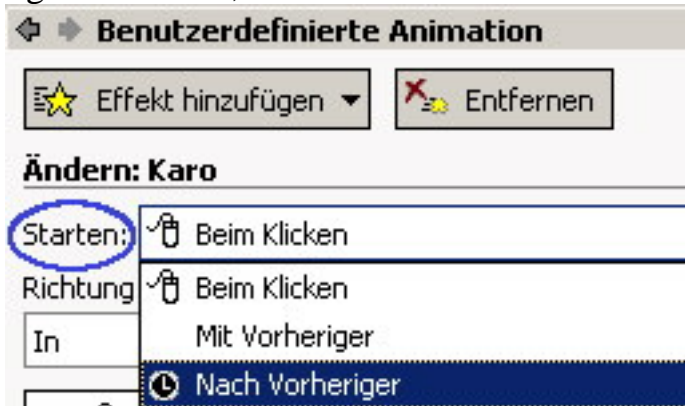 Benutzerdefinierte Animation
Effekt hinzufügen Entfernen
Ändern: Karo
Starten: Beim Klicken
Richtung Beim Klicken
In Mit Vorheriger
Nach Vorheriger